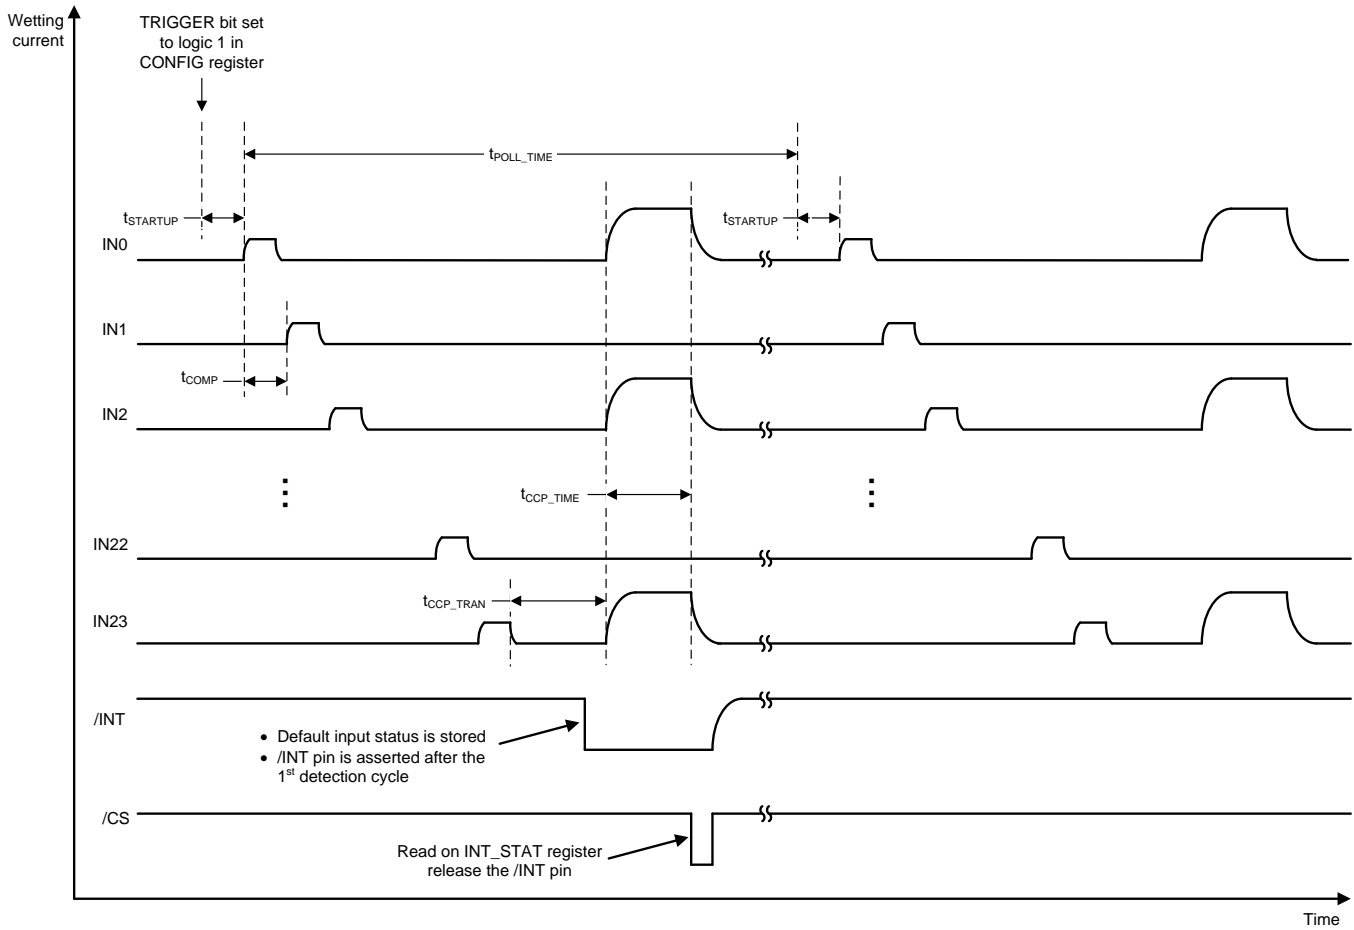 Wetting
current
TRIGGER bit set
to logic 1 in
CONFIG register
tPOLL_TIME
tSTARTUP
tSTARTUP
IN0
IN1
tCOMP
IN2
tCCP_TIME
IN22
tCCP_TRAN
IN23
/INT
• Default input status is stored
• /INT pin is asserted after the
1st detection cycle
/CS
Read on INT_STAT register
release the /INT pin
Time